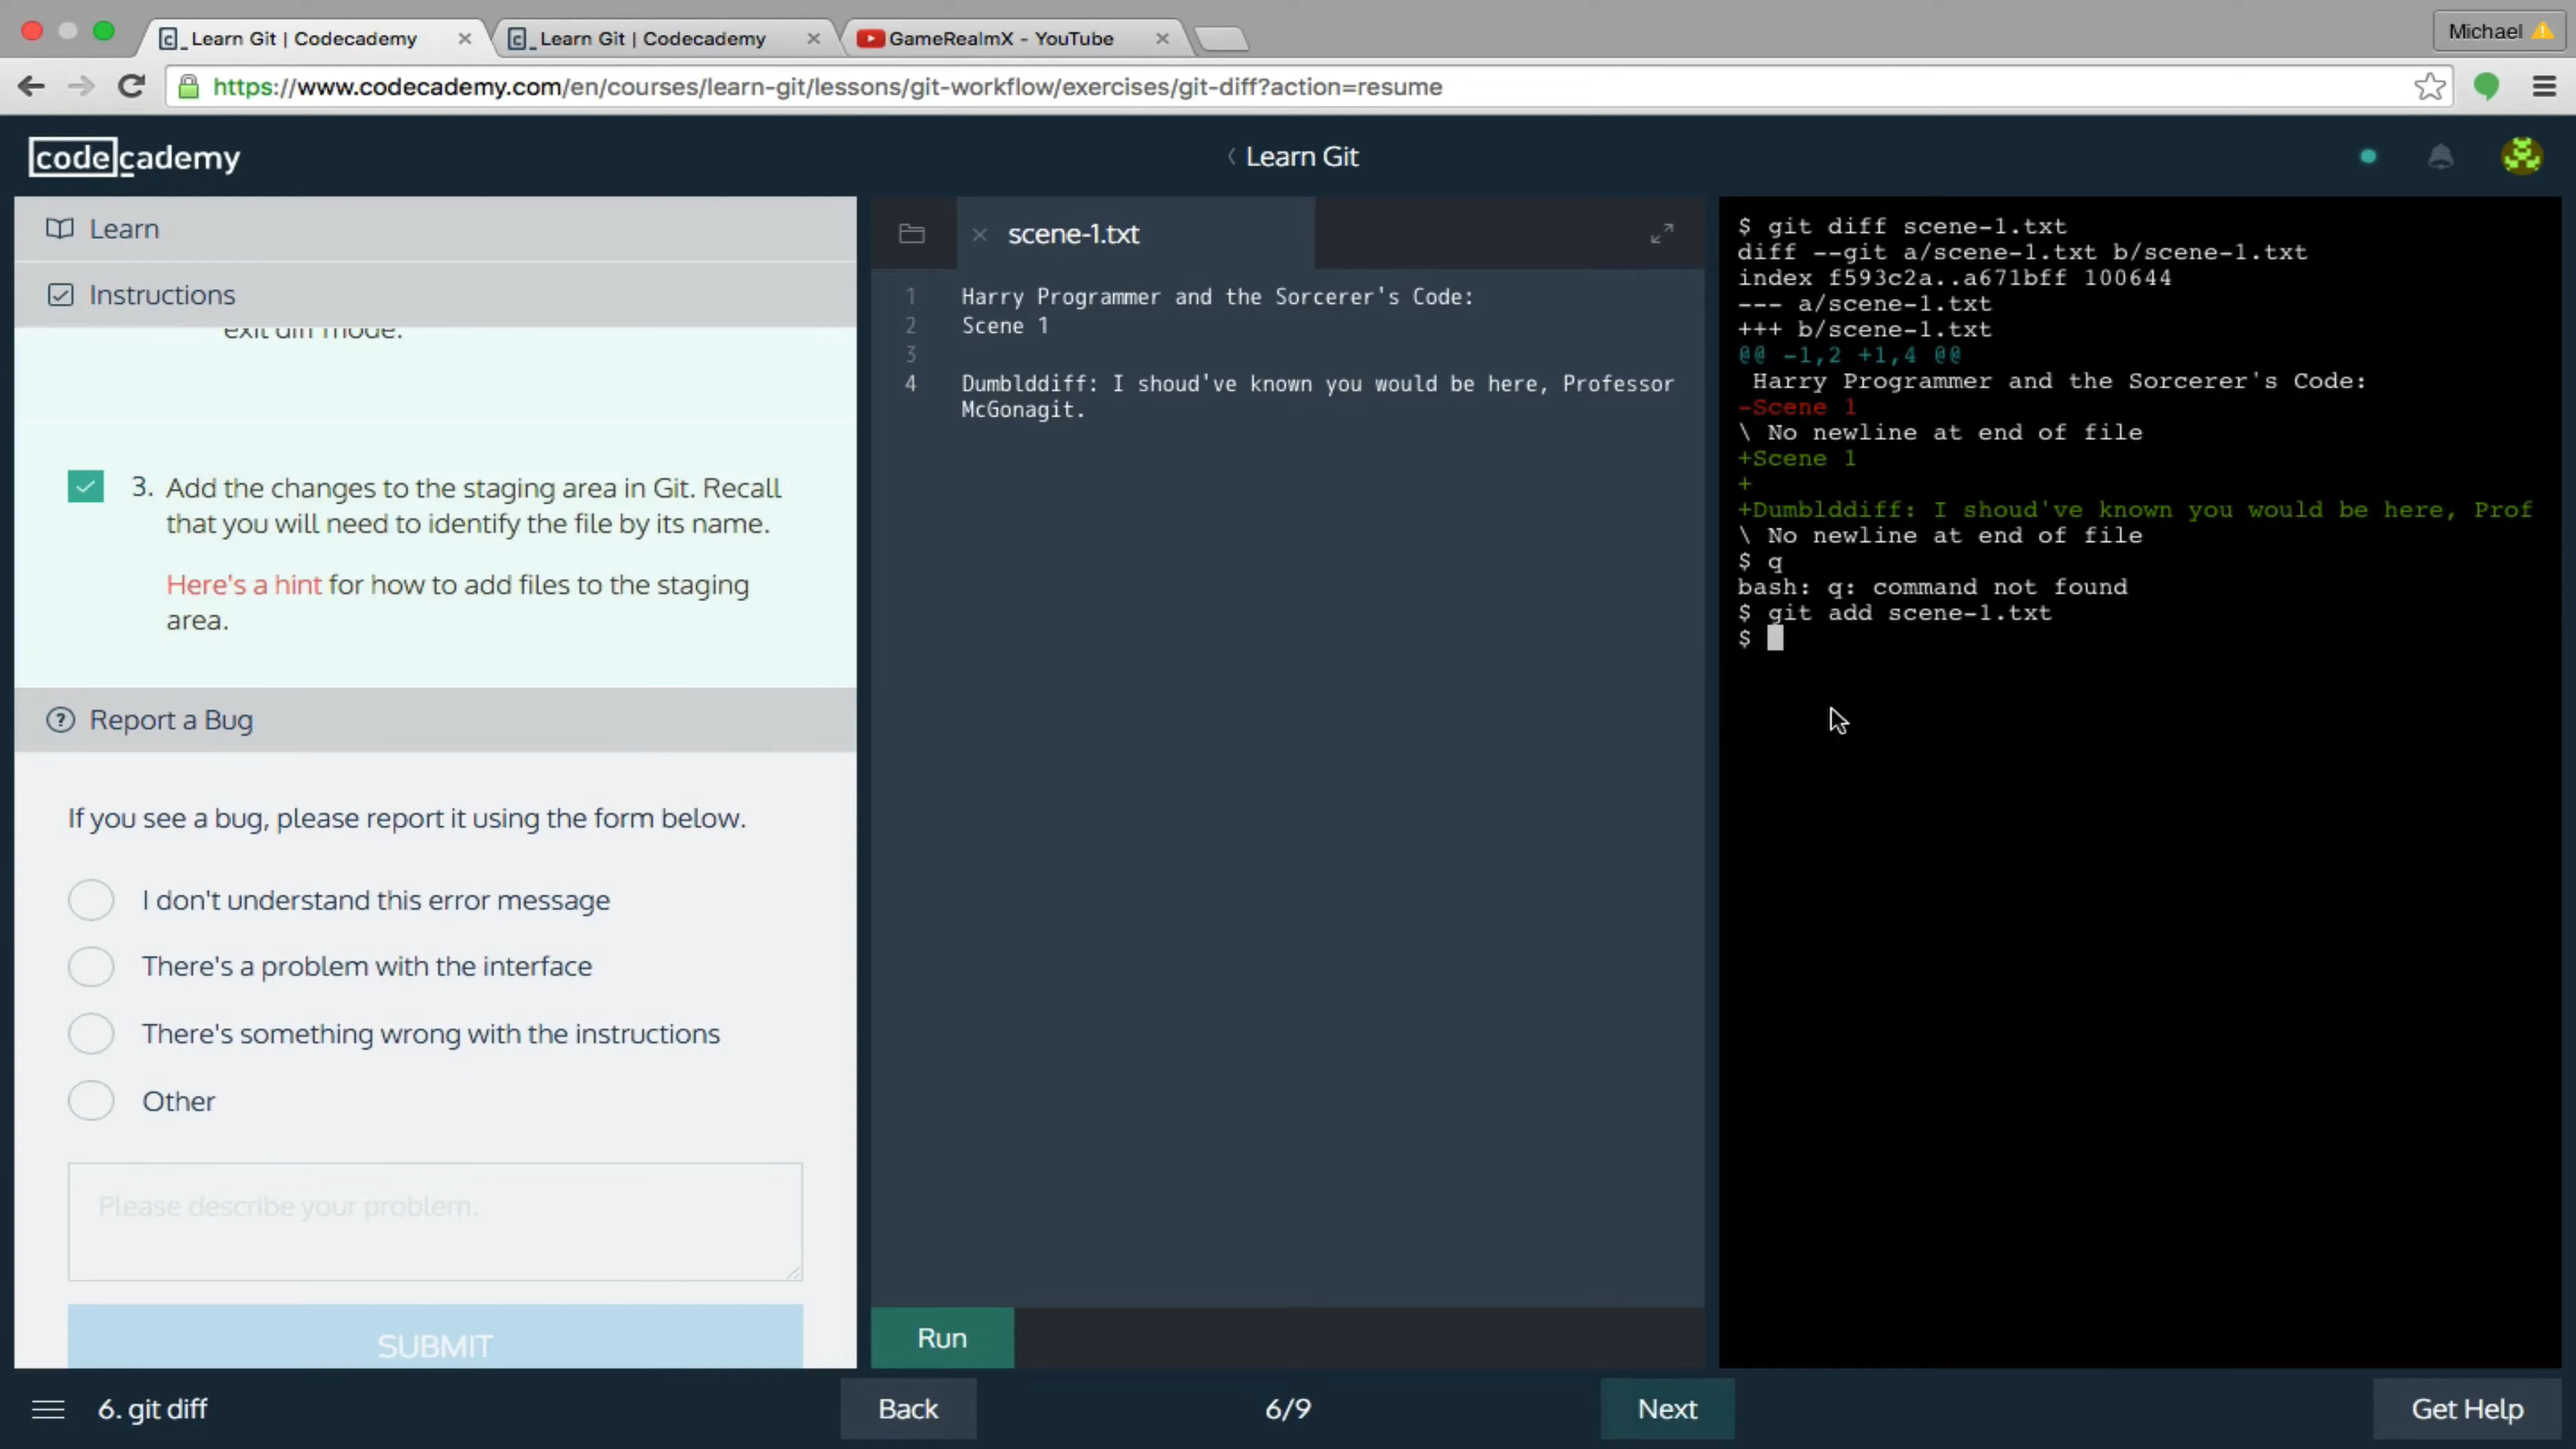 Learn Git | Codecademy
Learn Git | Codecademy
GameRealmX - YouTube
Michael
https://www.codecademy.com/en/courses/learn-git/lessons/git-workflow/exercises/git-diff?action=resume
codecademy
Learn Git
Learn
Instructions
exit diff mode.
3. Add the changes to the staging area in Git. Recall
that you will need to identify the file by its name.
Here's a hint for how to add files to the staging
area.
Report a Bug
If you see a bug, please report it using the form below.
I don't understand this error message
There's a problem with the interface
There's something wrong with the instructions
Other
Please describe your problem.
SUBMIT
scene-1.txt
1 Harry Programmer and the Sorcerer's Code:
2 Scene 1
3
4 Dumblddiff: I shoud've known you would be here, Professor
McGonagit.
Run
$ git diff scene-1.txt
diff --git a/scene-1.txt b/scene-1.txt
index f593c2a..a671bff 100644
--- a/scene-1.txt
+++ b/scene-1.txt
@@ -1,2 +1,4 @@
Harry Programmer and the Sorcerer's Code:
-Scene 1
\ No newline at end of file
+Scene 1
+
+Dumblddiff: I shoud've known you would be here, Prof
\ No newline at end of file
$ q
bash: q: command not found
$ git add scene-1.txt
$
6. git diff
Back
6/9
Next
Get Help